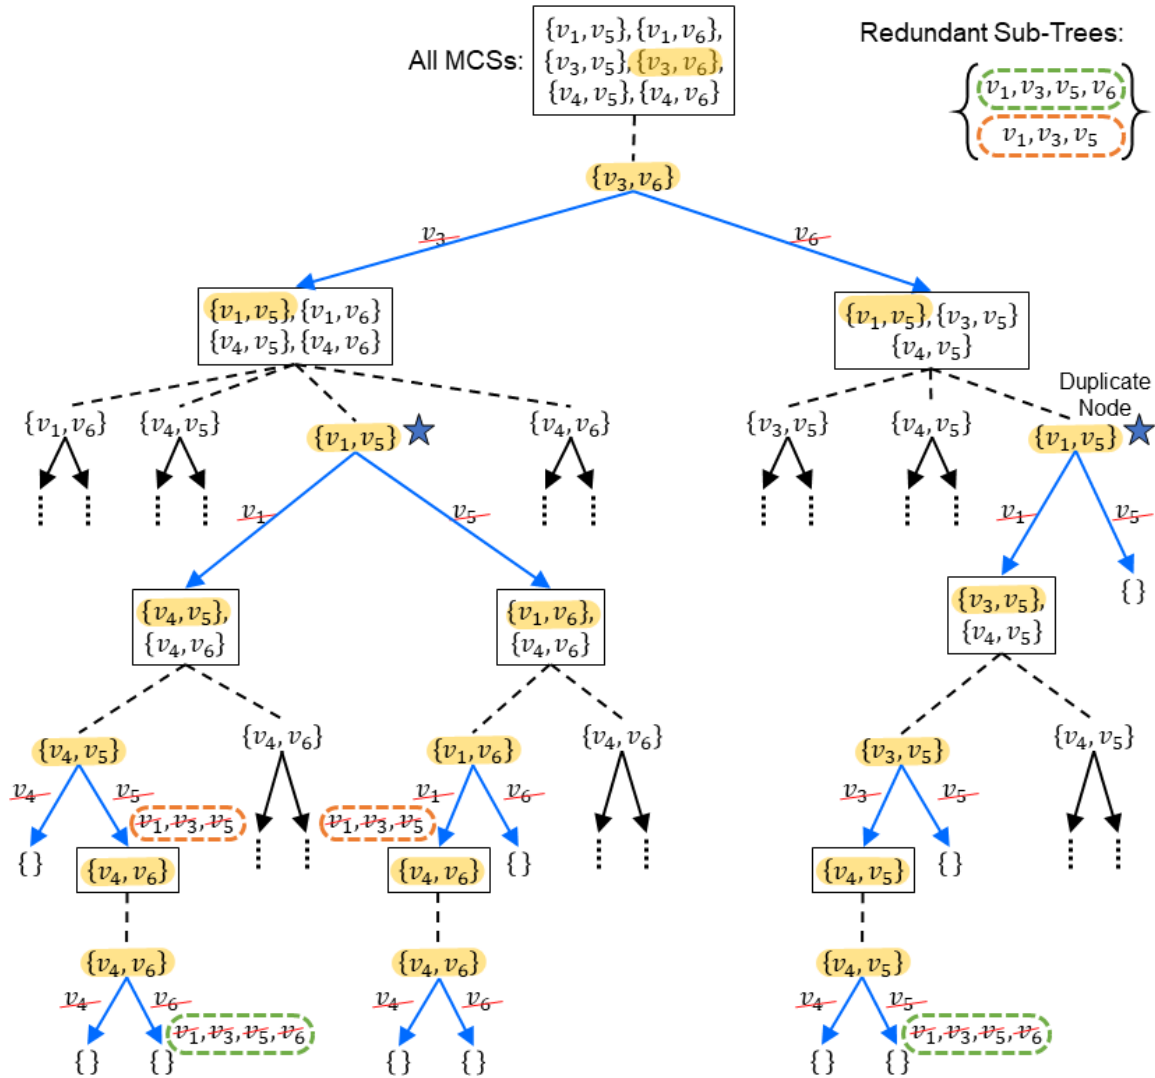 All MCSs:
{v₁, v₅}, {v₁, v₆},
{v₃, v₅}, {v₃, v₆},
{v₄, v₅}, {v₄, v₆}
Redundant Sub-Trees:
v₁, v₃, v₅, v₆
v₁, v₃, v₅
{v₃, v₆}
v₃
v₆
{v₁, v₅}, {v₁, v₆}
{v₄, v₅}, {v₄, v₆}
{v₁, v₅}, {v₃, v₅}
{v₄, v₅}
Duplicate
Node
{v₁, v₆}
{v₄, v₅}
{v₁, v₅}
{v₄, v₆}
{v₃, v₅}
{v₄, v₅}
{v₁, v₅}
v₁
v₅
v₁
v₅
{}
{v₄, v₅},
{v₄, v₆}
{v₁, v₆},
{v₄, v₆}
{v₃, v₅},
{v₄, v₅}
{v₄, v₅}
{v₄, v₆}
{v₁, v₆}
{v₄, v₆}
{v₃, v₅}
{v₄, v₅}
v₄
v₅
v₁
v₆
v₃
v₅
v₁, v₃, v₅
v₁, v₃, v₅
{}
{v₄, v₆}
{v₄, v₆}
{}
{v₄, v₅}
{}
{v₄, v₆}
{v₄, v₆}
{v₄, v₅}
v₄
v₆
v₄
v₆
v₄
v₅
v₁, v₃, v₅, v₆
v₁, v₃, v₅, v₆
{}
{}
{}
{}
{}
{}